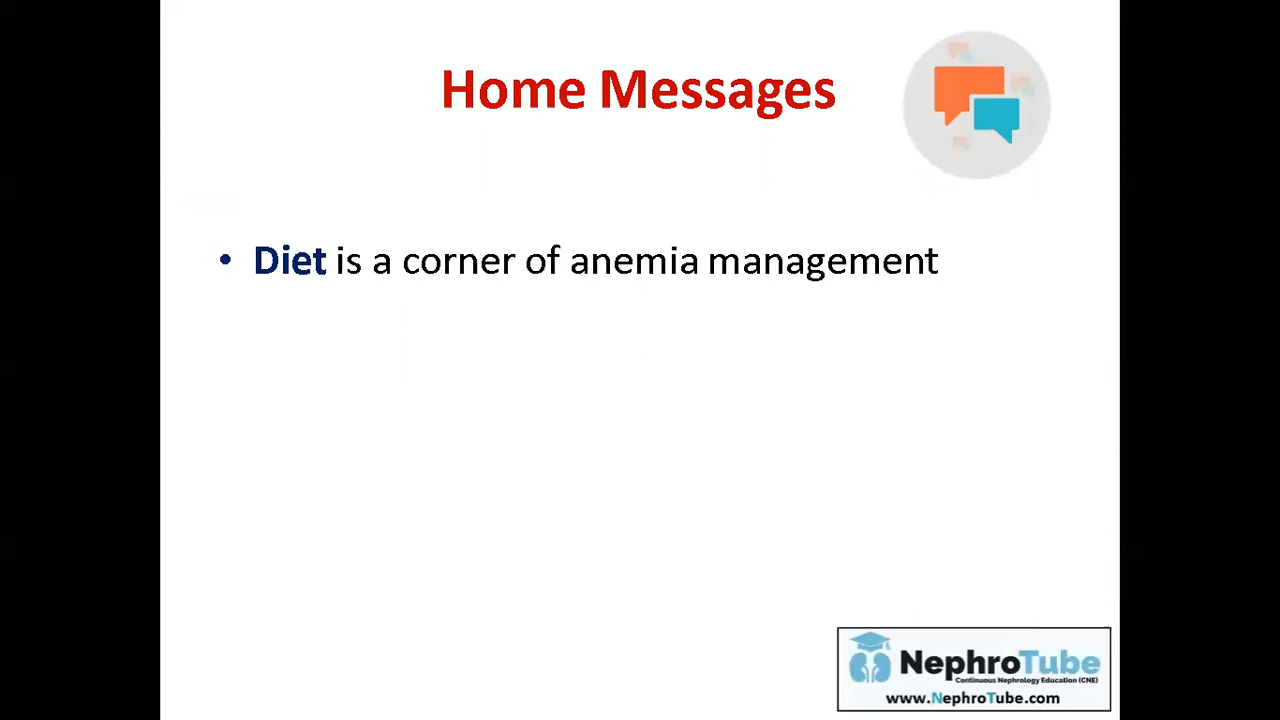 Home Messages
• Diet is a corner of anemia management
NephroTube
Continuous Nephrology Education (CNE)
www.NephroTube.com